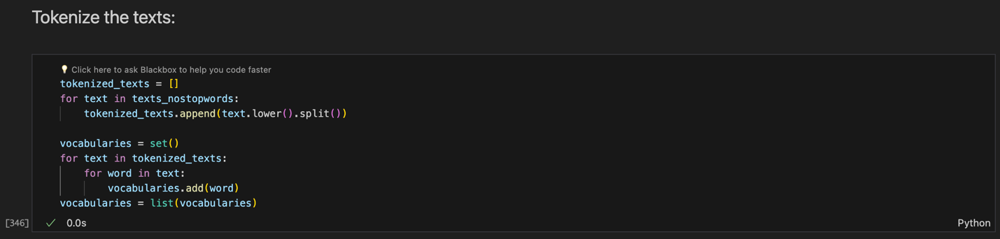 Tokenize the texts:
Click here to ask Blackbox to help you code faster
tokenized_texts = []
for text in texts_nostopwords:
    tokenized_texts.append(text.lower().split())
vocabularies = set()
for text in tokenized_texts:
    for word in text:
        vocabularies.add(word)
vocabularies = list(vocabularies)
[346] ✓ 0.0s Python